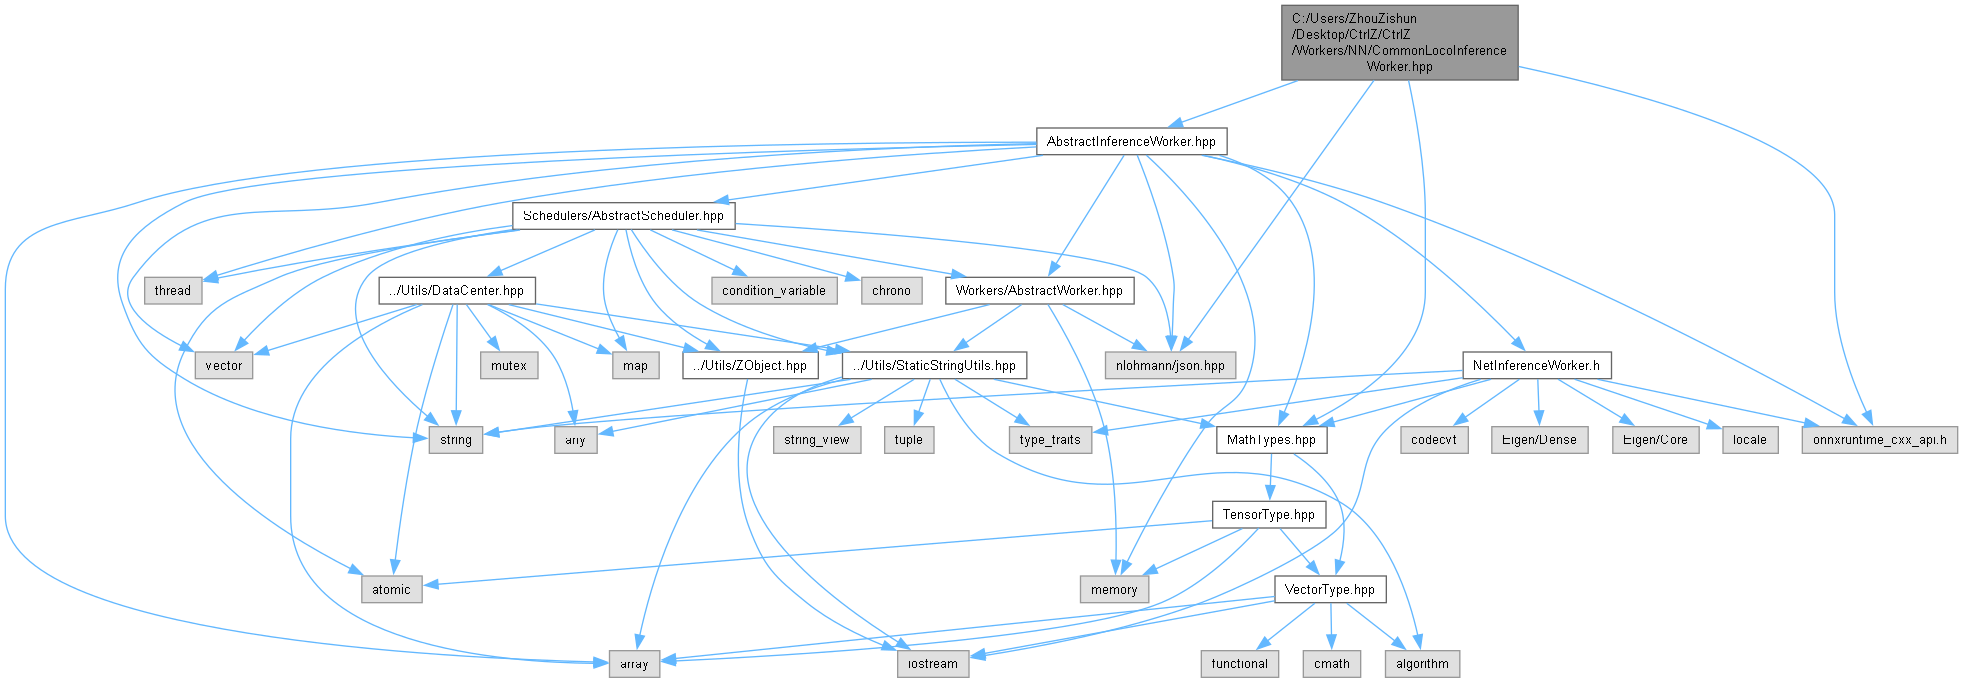 C:/Users/ZhouZishun
/Desktop/CtrlZ/CtrlZ
/Workers/NN/CommonLocoInference
Worker.hpp
AbstractInferenceWorker.hpp
Schedulers/AbstractScheduler.hpp
thread
../Utils/DataCenter.hpp
condition_variable
chrono
Workers/AbstractWorker.hpp
vector
mutex
map
../Utils/ZObject.hpp
../Utils/StaticStringUtils.hpp
nlohmann/json.hpp
NetInferenceWorker.h
string
any
string_view
tuple
type_traits
MathTypes.hpp
codecvt
Eigen/Dense
Eigen/Core
locale
onnxruntime_cxx_api.h
TensorType.hpp
atomic
memory
VectorType.hpp
array
iostream
functional
cmath
algorithm